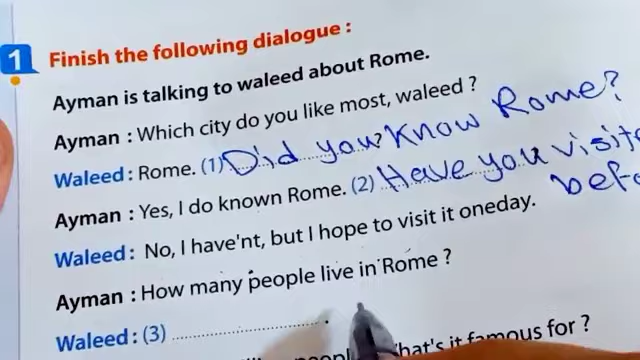 1 Finish the following dialogue :
Ayman is talking to waleed about Rome.
Ayman : Which city do you like most, waleed ?
Waleed : Rome. (1) Did you know Rome?
Ayman : Yes, I do known Rome. (2) Have you
Waleed : No, I have'nt, but I hope to visit it oneday.
Ayman : How many people live in Rome ?
Waleed : (3) .
hat's it famous for ?